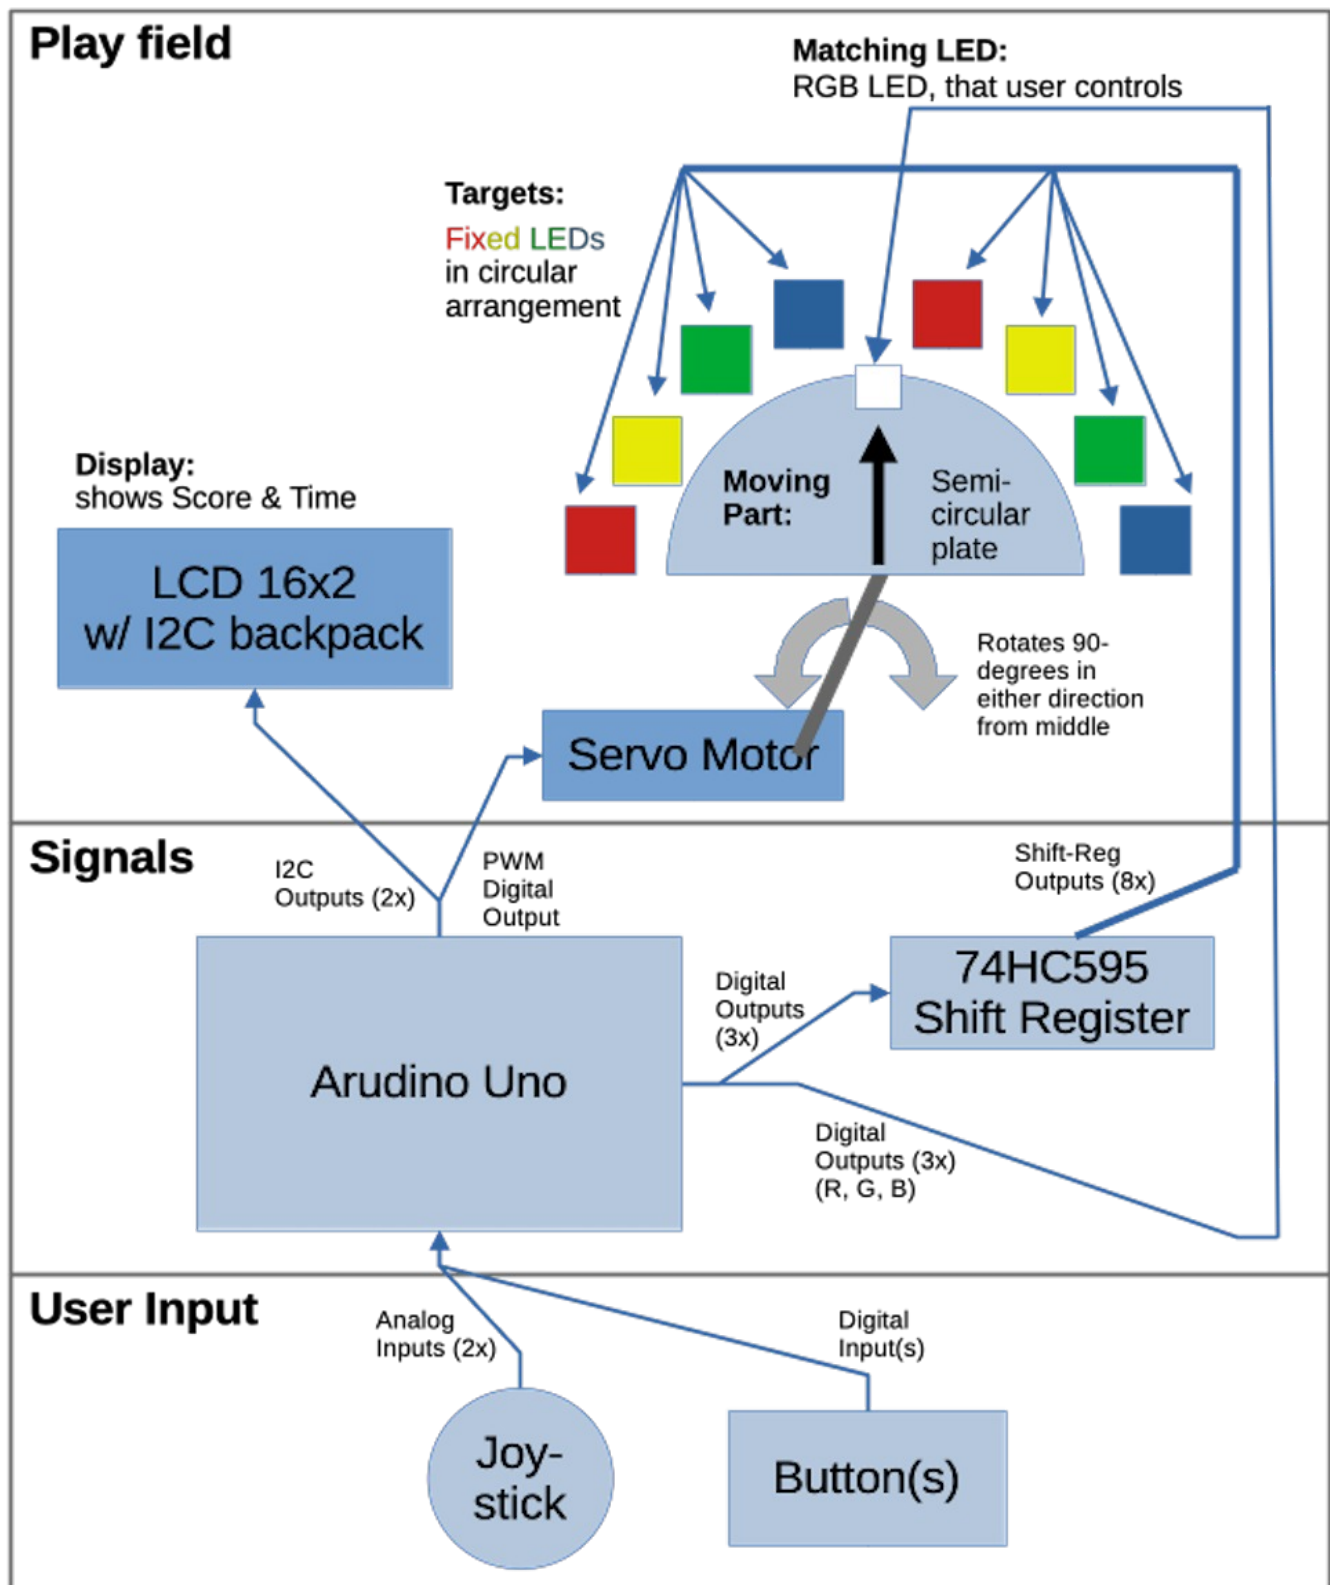 Play field
Matching LED:
RGB LED, that user controls
Targets:
Fixed LEDs
in circular
arrangement
Display:
shows Score & Time
LCD 16x2
w/ I2C backpack
Moving
Part:
Semi-
circular
plate
Rotates 90-
degrees in
either direction
from middle
Servo Motor
Signals
I2C
Outputs (2x)
PWM
Digital
Output
Shift-Reg
Outputs (8x)
Digital
Outputs
(3x)
74HC595
Shift Register
Arudino Uno
Digital
Outputs (3x)
(R, G, B)
User Input
Analog
Inputs (2x)
Digital
Input(s)
Joy-
stick
Button(s)